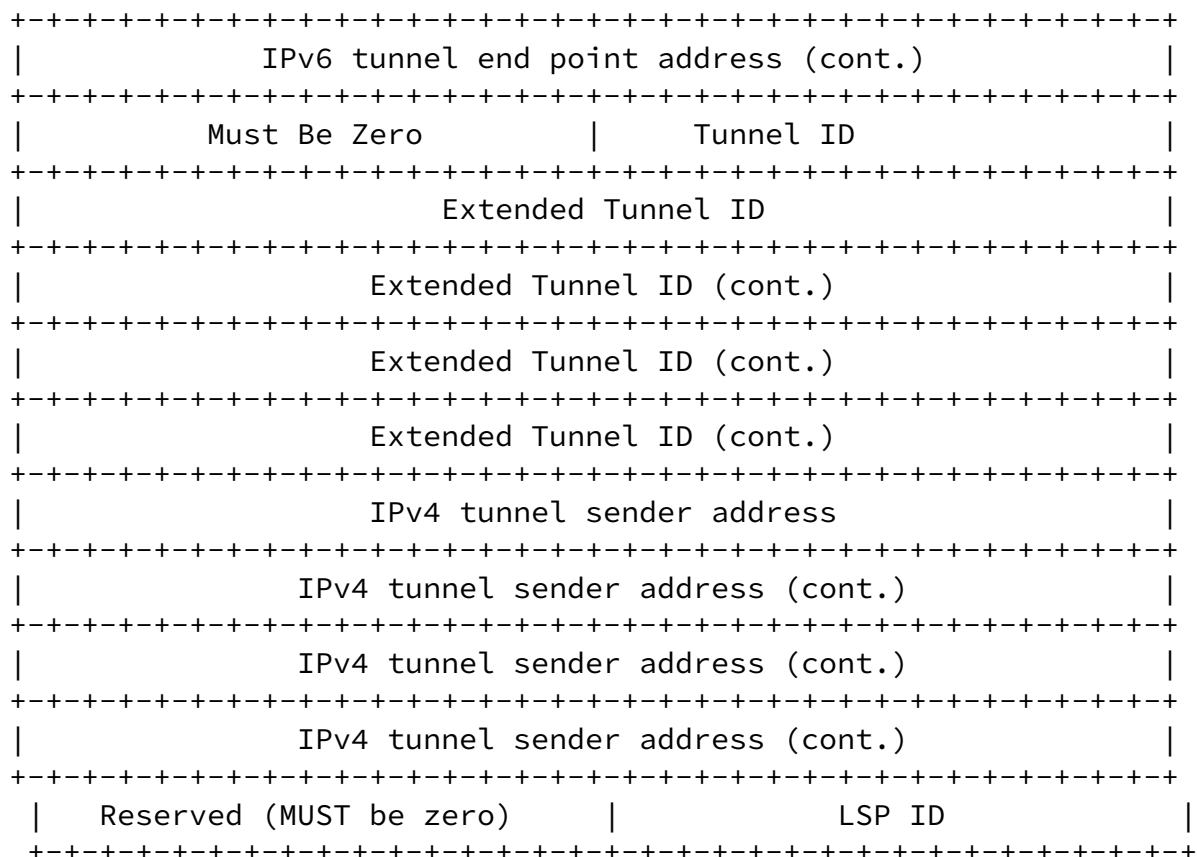 +-+-+-+-+-+-+-+-+-+-+-+-+-+-+-+-+-+-+-+-+-+-+-+-+-+-+-+-+-+-+-+-+
|             IPv6 tunnel end point address (cont.)             |
+-+-+-+-+-+-+-+-+-+-+-+-+-+-+-+-+-+-+-+-+-+-+-+-+-+-+-+-+-+-+-+-+
|          Must Be Zero         |     Tunnel ID                 |
+-+-+-+-+-+-+-+-+-+-+-+-+-+-+-+-+-+-+-+-+-+-+-+-+-+-+-+-+-+-+-+-+
|                       Extended Tunnel ID                      |
+-+-+-+-+-+-+-+-+-+-+-+-+-+-+-+-+-+-+-+-+-+-+-+-+-+-+-+-+-+-+-+-+
|                   Extended Tunnel ID (cont.)                  |
+-+-+-+-+-+-+-+-+-+-+-+-+-+-+-+-+-+-+-+-+-+-+-+-+-+-+-+-+-+-+-+-+
|                   Extended Tunnel ID (cont.)                  |
+-+-+-+-+-+-+-+-+-+-+-+-+-+-+-+-+-+-+-+-+-+-+-+-+-+-+-+-+-+-+-+-+
|                   Extended Tunnel ID (cont.)                  |
+-+-+-+-+-+-+-+-+-+-+-+-+-+-+-+-+-+-+-+-+-+-+-+-+-+-+-+-+-+-+-+-+
|                   IPv4 tunnel sender address                  |
+-+-+-+-+-+-+-+-+-+-+-+-+-+-+-+-+-+-+-+-+-+-+-+-+-+-+-+-+-+-+-+-+
|               IPv4 tunnel sender address (cont.)              |
+-+-+-+-+-+-+-+-+-+-+-+-+-+-+-+-+-+-+-+-+-+-+-+-+-+-+-+-+-+-+-+-+
|               IPv4 tunnel sender address (cont.)              |
+-+-+-+-+-+-+-+-+-+-+-+-+-+-+-+-+-+-+-+-+-+-+-+-+-+-+-+-+-+-+-+-+
|               IPv4 tunnel sender address (cont.)              |
+-+-+-+-+-+-+-+-+-+-+-+-+-+-+-+-+-+-+-+-+-+-+-+-+-+-+-+-+-+-+-+-+
 |   Reserved (MUST be zero)     |            LSP ID             |
 +-+-+-+-+-+-+-+-+-+-+-+-+-+-+-+-+-+-+-+-+-+-+-+-+-+-+-+-+-+-+-+-+